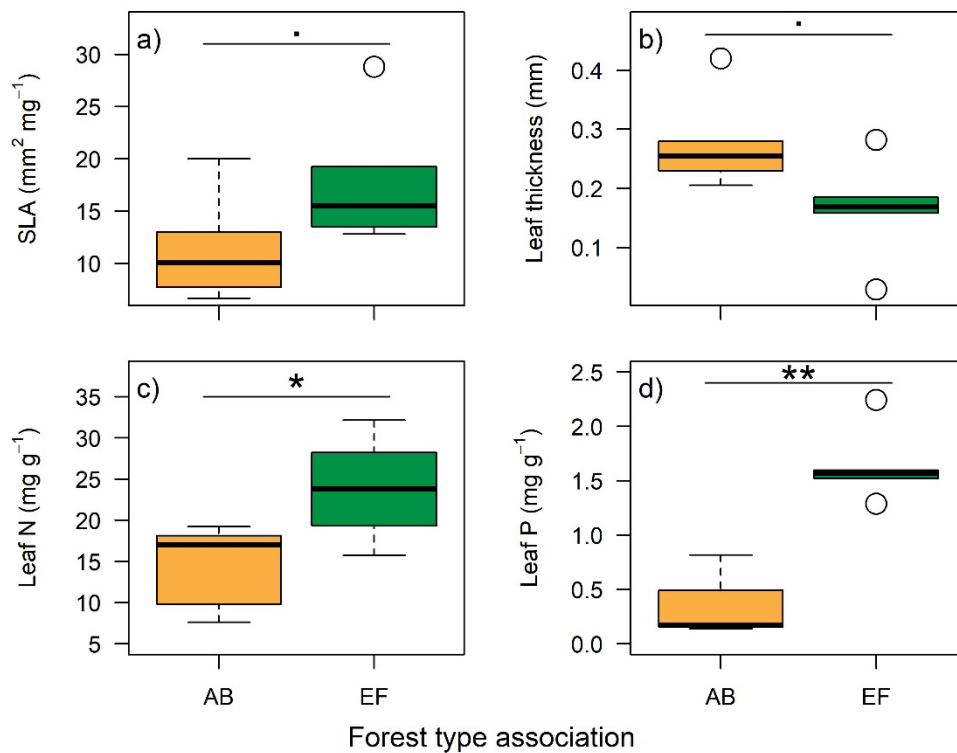 a)
.
SLA (mm² mg⁻¹)
30
25
20
15
10
b)
.
Leaf thickness (mm)
0.4
0.3
0.2
0.1
c)
*
Leaf N (mg g⁻¹)
35
30
25
20
15
10
5
AB EF
d)
**
Leaf P (mg g⁻¹)
2.5
2.0
1.5
1.0
0.5
0.0
AB EF
Forest type association